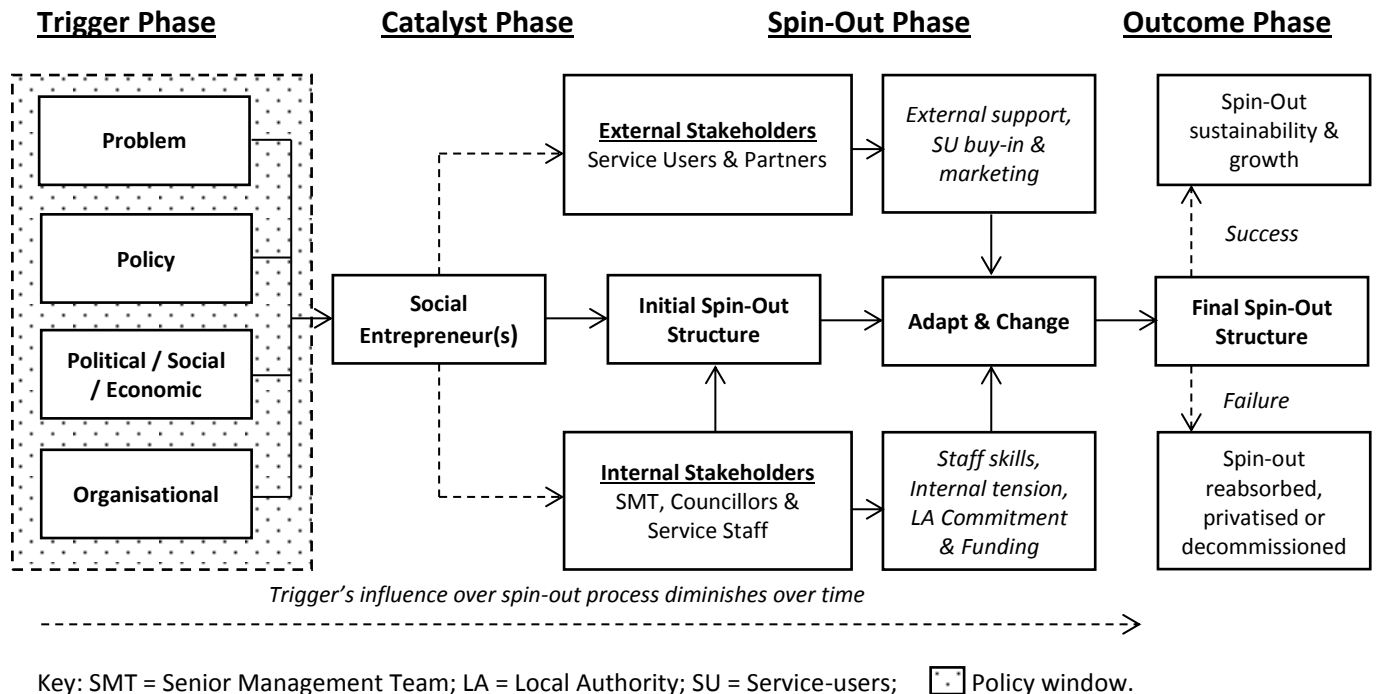 Trigger Phase
Catalyst Phase
Spin-Out Phase
Outcome Phase
Problem
Policy
Political / Social
/ Economic
Organisational
Social
Entrepreneur(s)
External Stakeholders
Service Users & Partners
Initial Spin-Out
Structure
Internal Stakeholders
SMT, Councillors &
Service Staff
External support,
SU buy-in &
marketing
Adapt & Change
Staff skills,
Internal tension,
LA Commitment
& Funding
Spin-Out
sustainability &
growth
Success
Final Spin-Out
Structure
Failure
Spin-out
reabsorbed,
privatised or
decommissioned
Trigger's influence over spin-out process diminishes over time
Key: SMT = Senior Management Team; LA = Local Authority; SU = Service-users; Policy window.